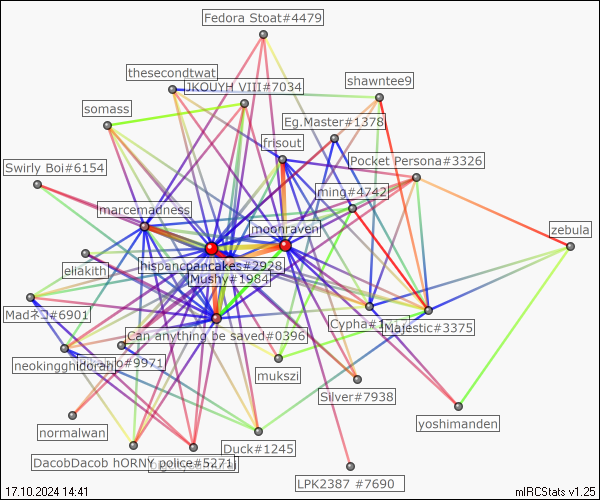 Fedora Stoat#4479
thesecondtwat
shawntee9
JKOUYH VIII#7034
somass
Eg.Master#1378
frisout
Pocket Persona#3326
Swirly Boi#6154
ming#4742
marcemadness
moonraven
zebula
eliakith
hispancpancakes#2928
Mushy#1984
Madネコ#6901
Can anything be saved#0396
Majestic#3375
neokingghidorah
#9971
mukszi
Silver#7938
yoshimanden
normalwan
Duck#1245
DacobDacob hORNY police#5271
LPK2387 #7690
17.10.2024 14:41
mIRCStats v1.25